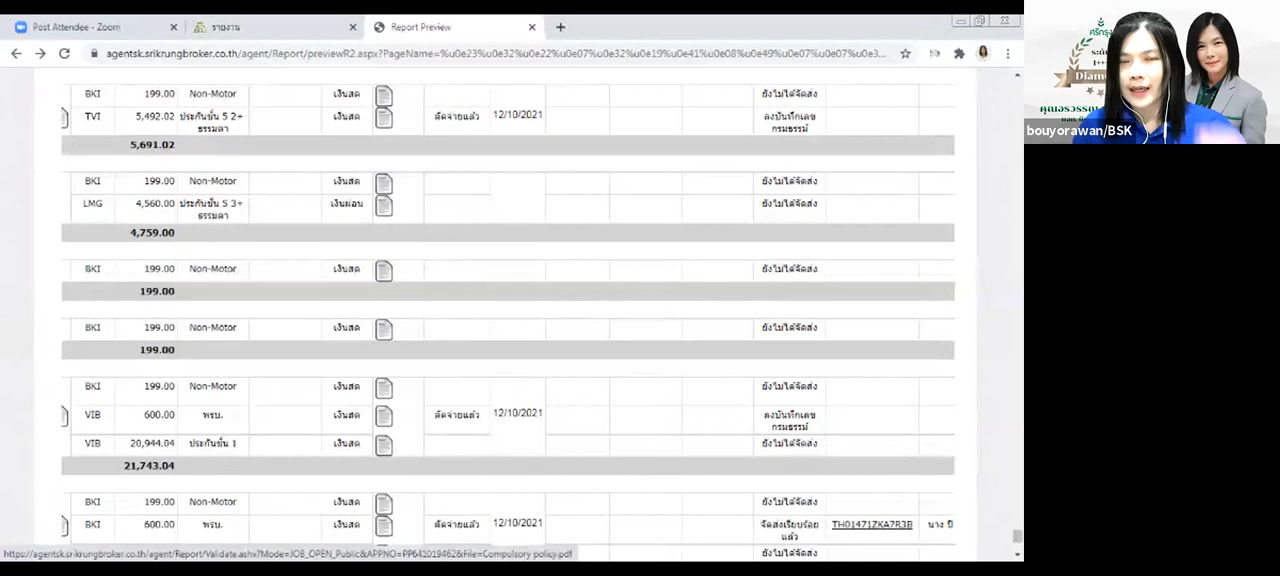 Post Attendee - Zoom
รายงาน
Report Preview
agentsk.srikrungbroker.co.th/agent/Report/previewR2.aspx?PageName=%u0e23%u0e32%u0e22%u0e07%u0e32%u0e19%u0e41%u0e08%u0e49%u0e07%u0e07%u0e3...
BKI 199.00 Non-Motor เงินสด ยังไม่ได้จัดส่ง
TVI 5,492.02 ประกันชั้น 5 2+ เงินสด ตัดจ่ายแล้ว 12/10/2021 ลงบันทึกเลข
ธรรมดา กรมธรรม์
5,691.02
BKI 199.00 Non-Motor เงินสด ยังไม่ได้จัดส่ง
LMG 4,560.00 ประกันชั้น 5 3+ เงินผ่อน ยังไม่ได้จัดส่ง
ธรรมดา
4,759.00
BKI 199.00 Non-Motor เงินสด ยังไม่ได้จัดส่ง
199.00
BKI 199.00 Non-Motor เงินสด ยังไม่ได้จัดส่ง
199.00
BKI 199.00 Non-Motor เงินสด ยังไม่ได้จัดส่ง
VIB 600.00 พรบ. เงินสด ตัดจ่ายแล้ว 12/10/2021 ลงบันทึกเลข
กรมธรรม์
VIB 20,944.04 ประกันชั้น 1 เงินสด ยังไม่ได้จัดส่ง
21,743.04
BKI 199.00 Non-Motor เงินสด ยังไม่ได้จัดส่ง
BKI 600.00 พรบ. เงินสด ตัดจ่ายแล้ว 12/10/2021 จัดส่งเรียบร้อย TH01471ZKA7R3B นาง ปี
แล้ว
ยังไม่ได้จัดส่ง
https://agentsk.srikrungbroker.co.th/agent/Report/Validate.ashx?Mode=JOB_OPEN_Public&APPNO=PP641019462&File=Compulsory policy.pdf
ศรีกรุง
1++
Diam
คุณอรวรรณ
bouyorawan/BSK